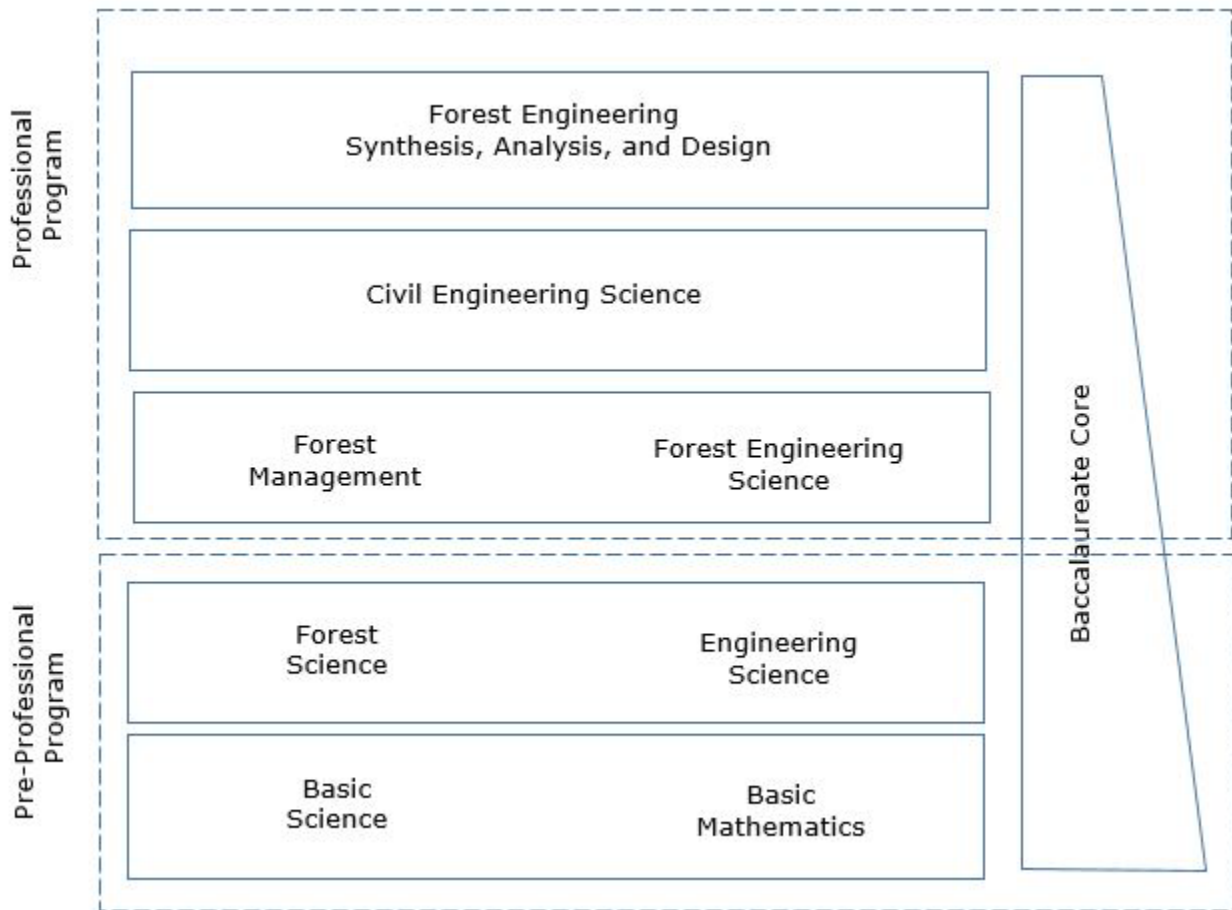 Professional
Program
Forest Engineering
Synthesis, Analysis, and Design
Civil Engineering Science
Forest
Management
Forest Engineering
Science
Baccalaureate Core
Pre-Professional
Program
Forest
Science
Engineering
Science
Basic
Science
Basic
Mathematics